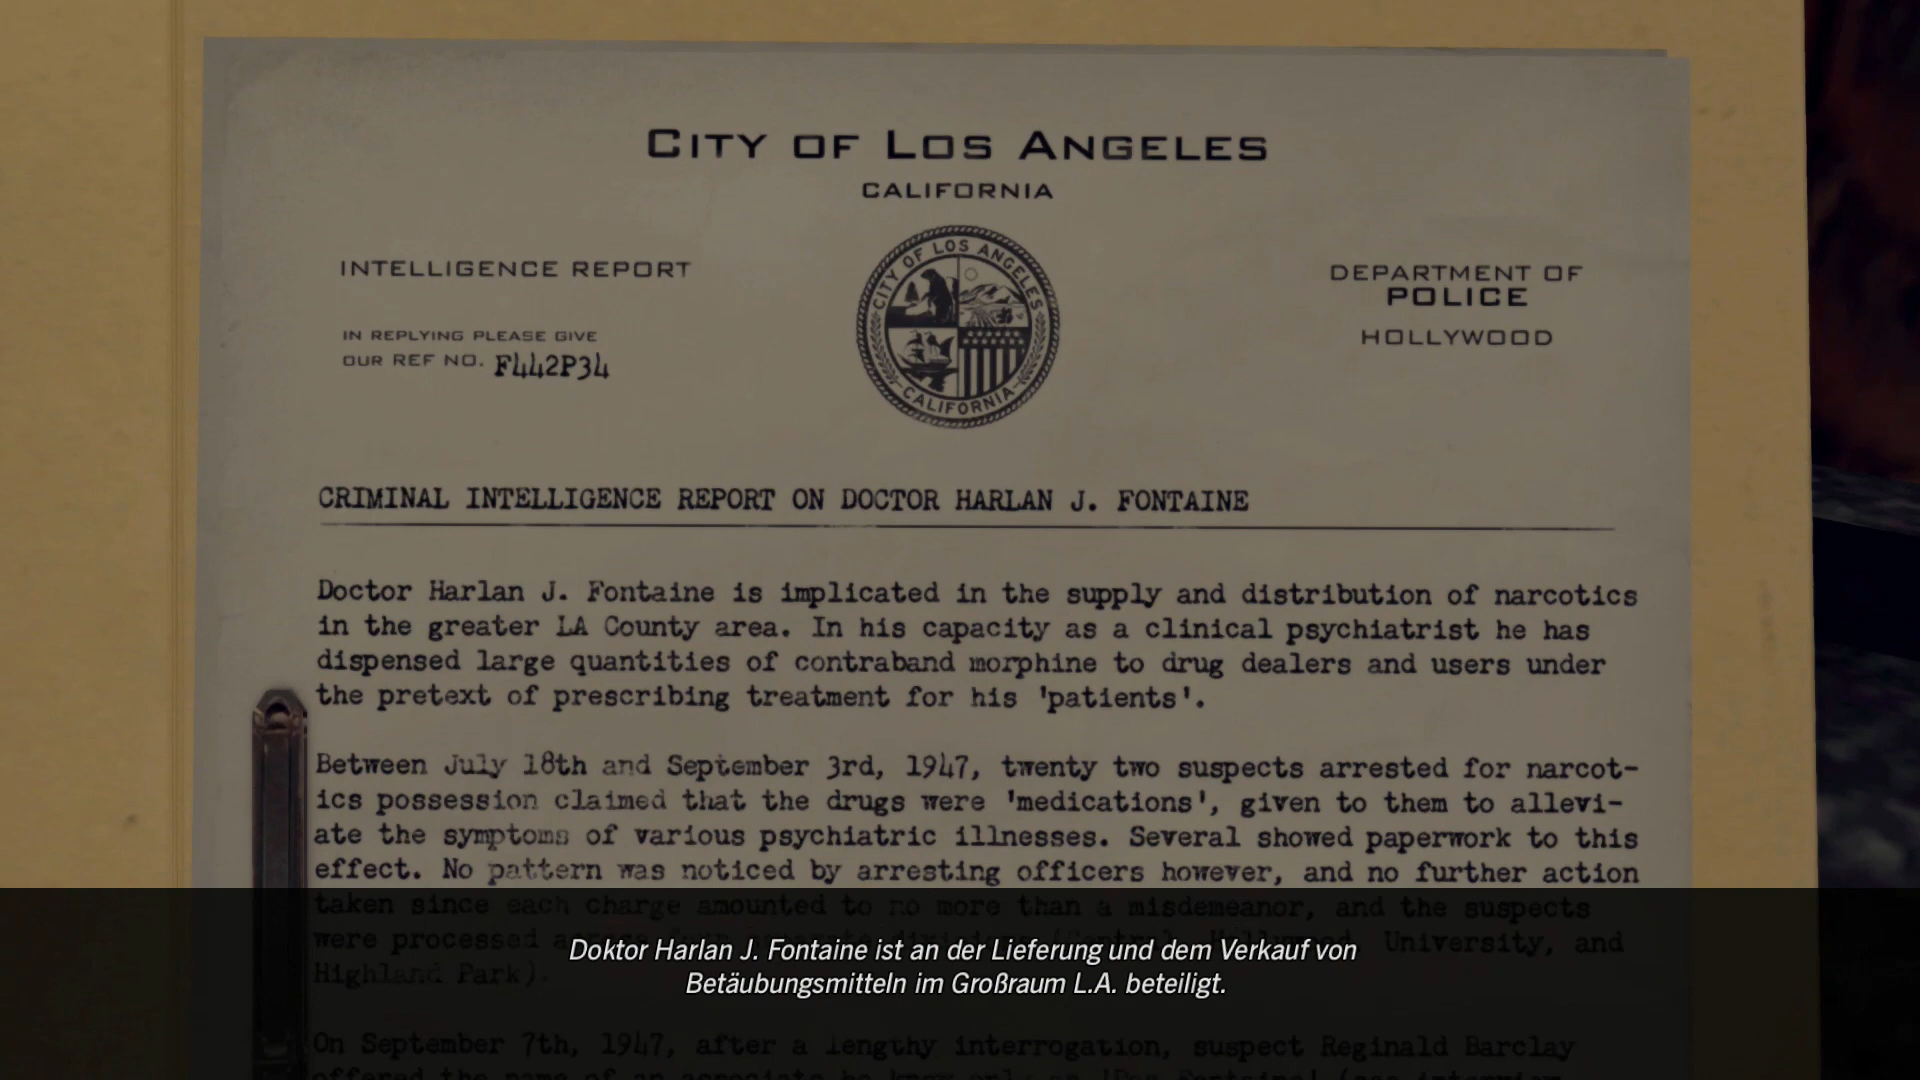 CITY OF LOS ANGELES
CALIFORNIA
INTELLIGENCE REPORT
IN REPLYING PLEASE GIVE
OUR REF NO. F442P34
CITY OF LOS ANGELES
CALIFORNIA
DEPARTMENT OF
POLICE
HOLLYWOOD
CRIMINAL INTELLIGENCE REPORT ON DOCTOR HARLAN J. FONTAINE
Doctor Harlan J. Fontaine is implicated in the supply and distribution of narcotics
in the greater LA County area. In his capacity as a clinical psychiatrist he has
dispensed large quantities of contraband morphine to drug dealers and users under
the pretext of prescribing treatment for his 'patients'.
Between July 18th and September 3rd, 1947, twenty two suspects arrested for narcot-
ics possession claimed that the drugs were 'medications', given to them to allevi-
ate the symptoms of various psychiatric illnesses. Several showed paperwork to this
effect. No pattern was noticed by arresting officers however, and no further action
taken since each charge amounted to no more than a misdemeanor, and the suspects
were processed University, and
Highland Park).
Doktor Harlan J. Fontaine ist an der Lieferung und dem Verkauf von
Betäubungsmitteln im Großraum L.A. beteiligt.
On September 7th, 1947, after a lengthy interrogation, suspect Reginald Barclay